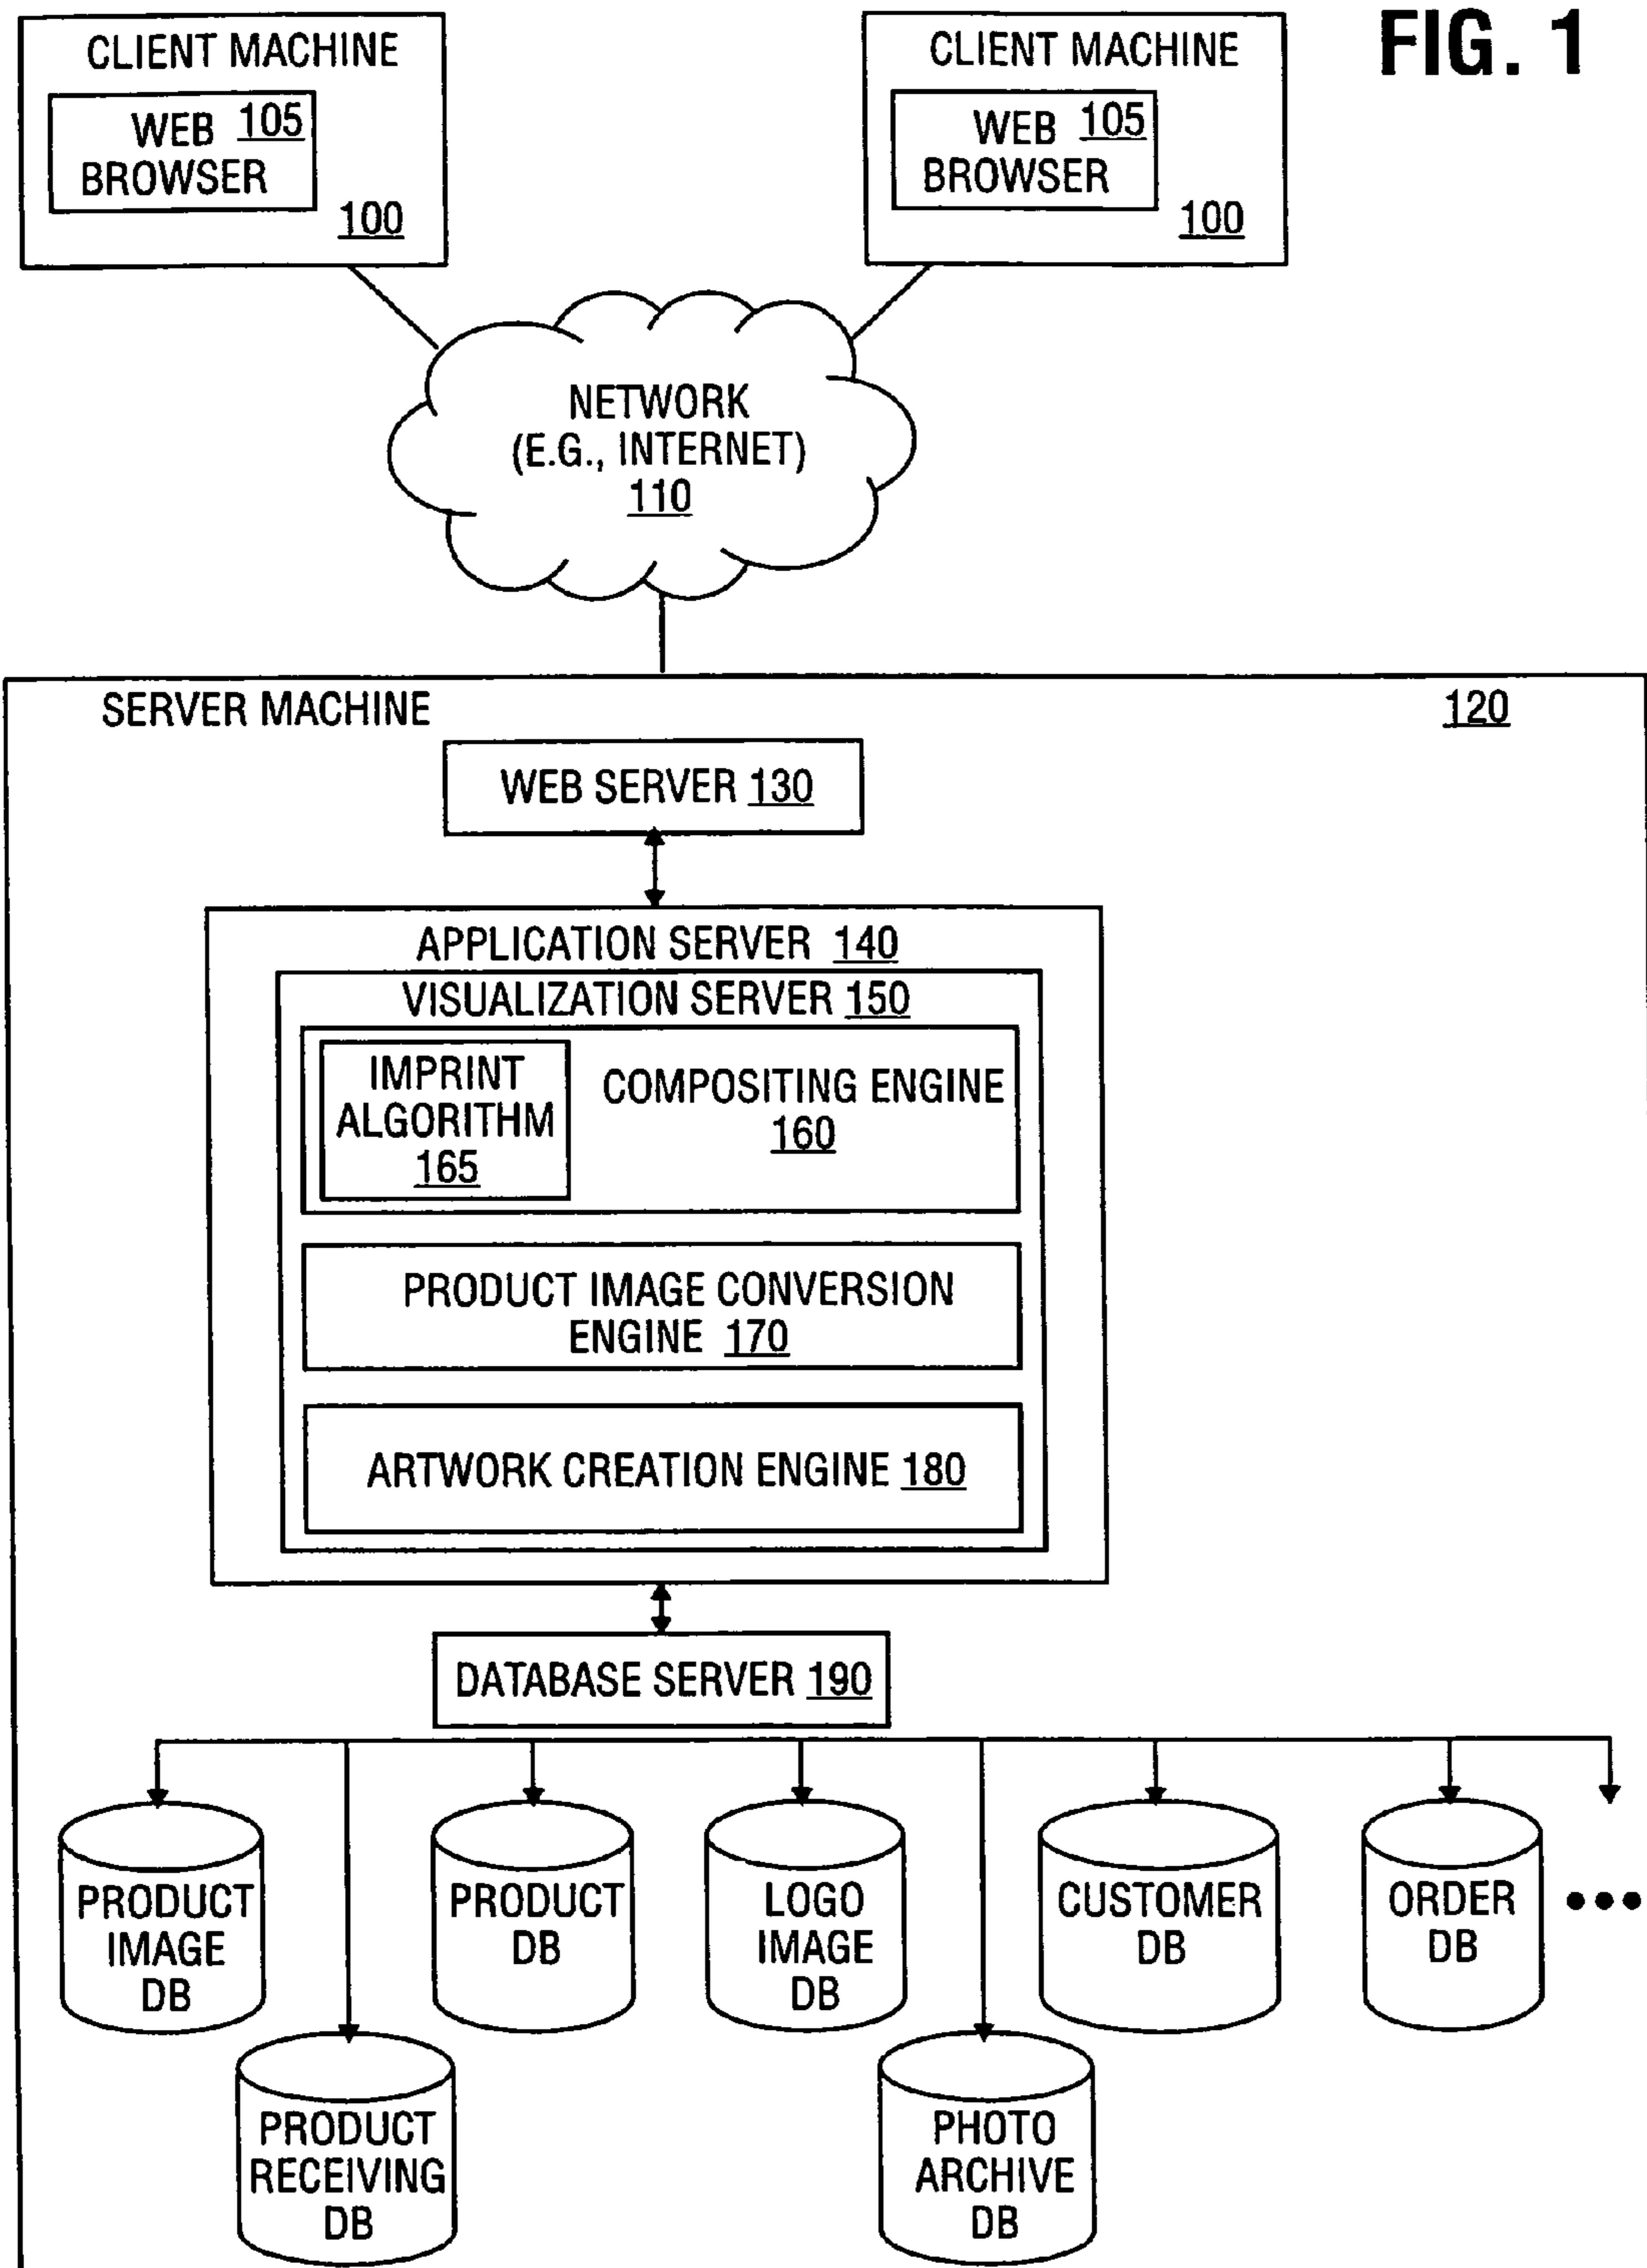 FIG. 1
CLIENT MACHINE
WEB 105
BROWSER
100
CLIENT MACHINE
WEB 105
BROWSER
100
NETWORK
(E.G., INTERNET)
110
SERVER MACHINE
120
WEB SERVER 130
APPLICATION SERVER 140
VISUALIZATION SERVER 150
IMPRINT
ALGORITHM
165
COMPOSITING ENGINE
160
PRODUCT IMAGE CONVERSION
ENGINE 170
ARTWORK CREATION ENGINE 180
DATABASE SERVER 190
PRODUCT
IMAGE
DB
PRODUCT
DB
LOGO
IMAGE
DB
CUSTOMER
DB
ORDER
DB
•••
PRODUCT
RECEIVING
DB
PHOTO
ARCHIVE
DB